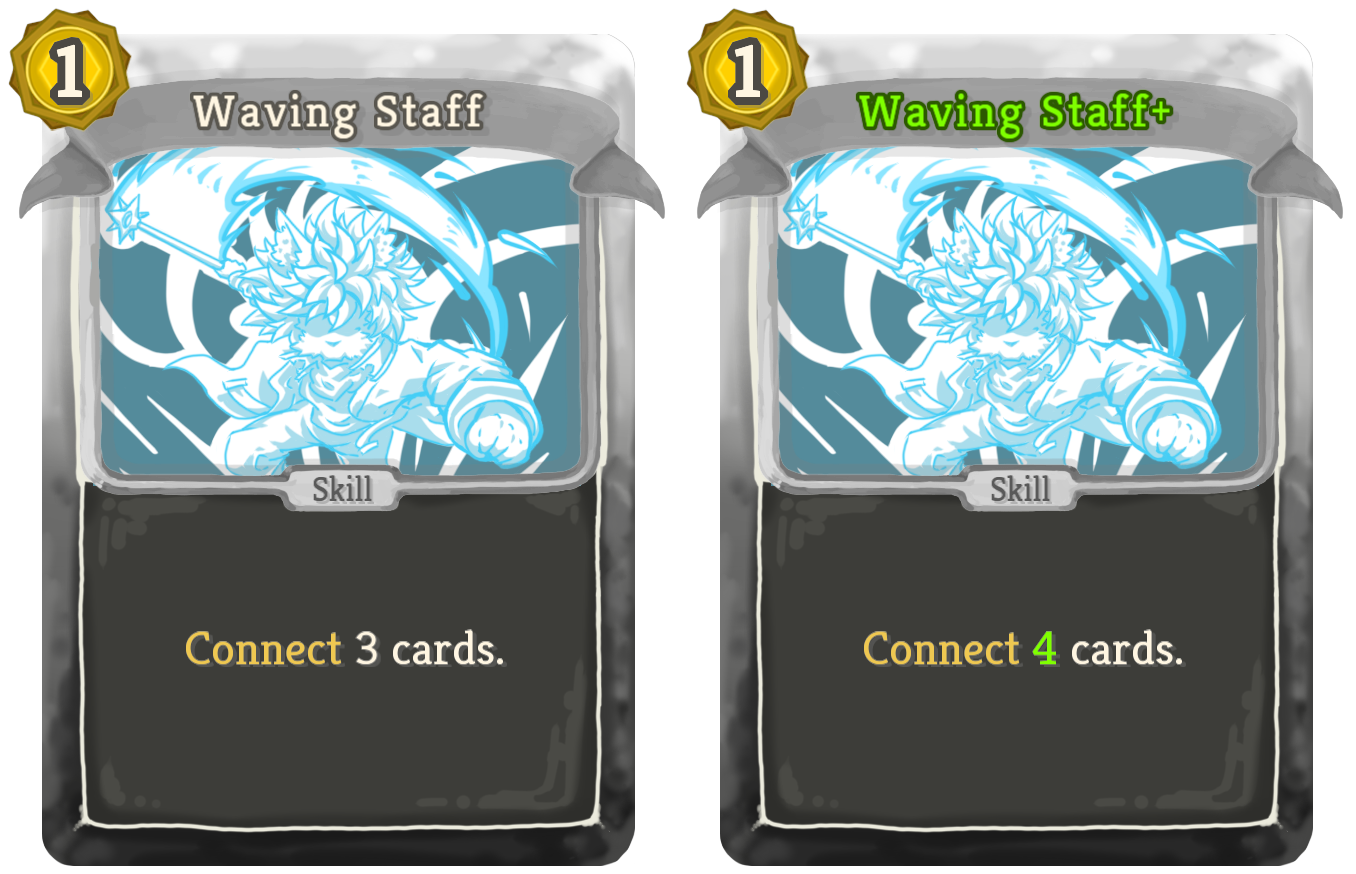 1
Waving Staff
Skill
Connect 3 cards.
1
Waving Staff+
Skill
Connect 4 cards.